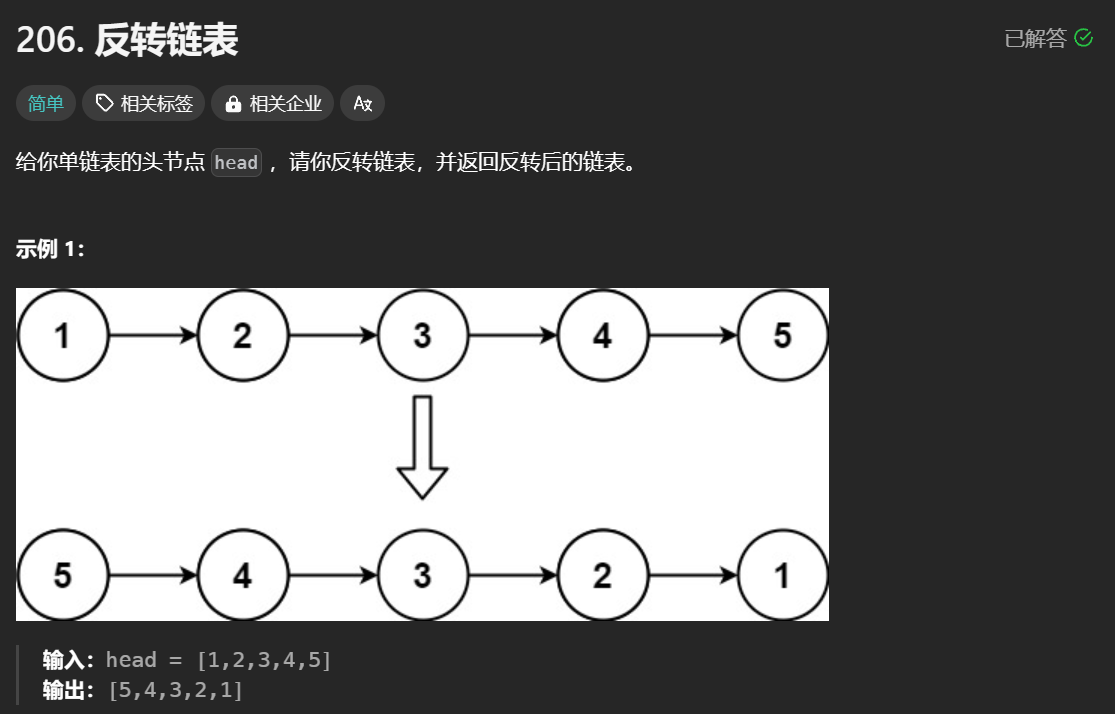 206. 反转链表
已解答
简单 相关标签 相关企业 Ax
给你单链表的头节点 head ，请你反转链表，并返回反转后的链表。
示例 1：
1 2 3 4 5
5 4 3 2 1
输入：head = [1,2,3,4,5]
输出：[5,4,3,2,1]